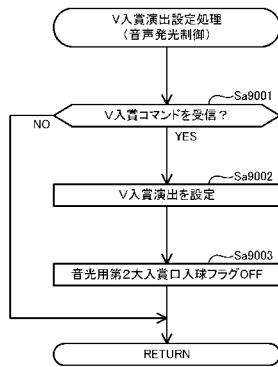 V入賞演出設定処理
(音声発光制御)
Sa9001
V入賞コマンドを受信？
NO
YES
Sa9002
V入賞演出を設定
Sa9003
音光用第2大入賞口入球フラグOFF
RETURN